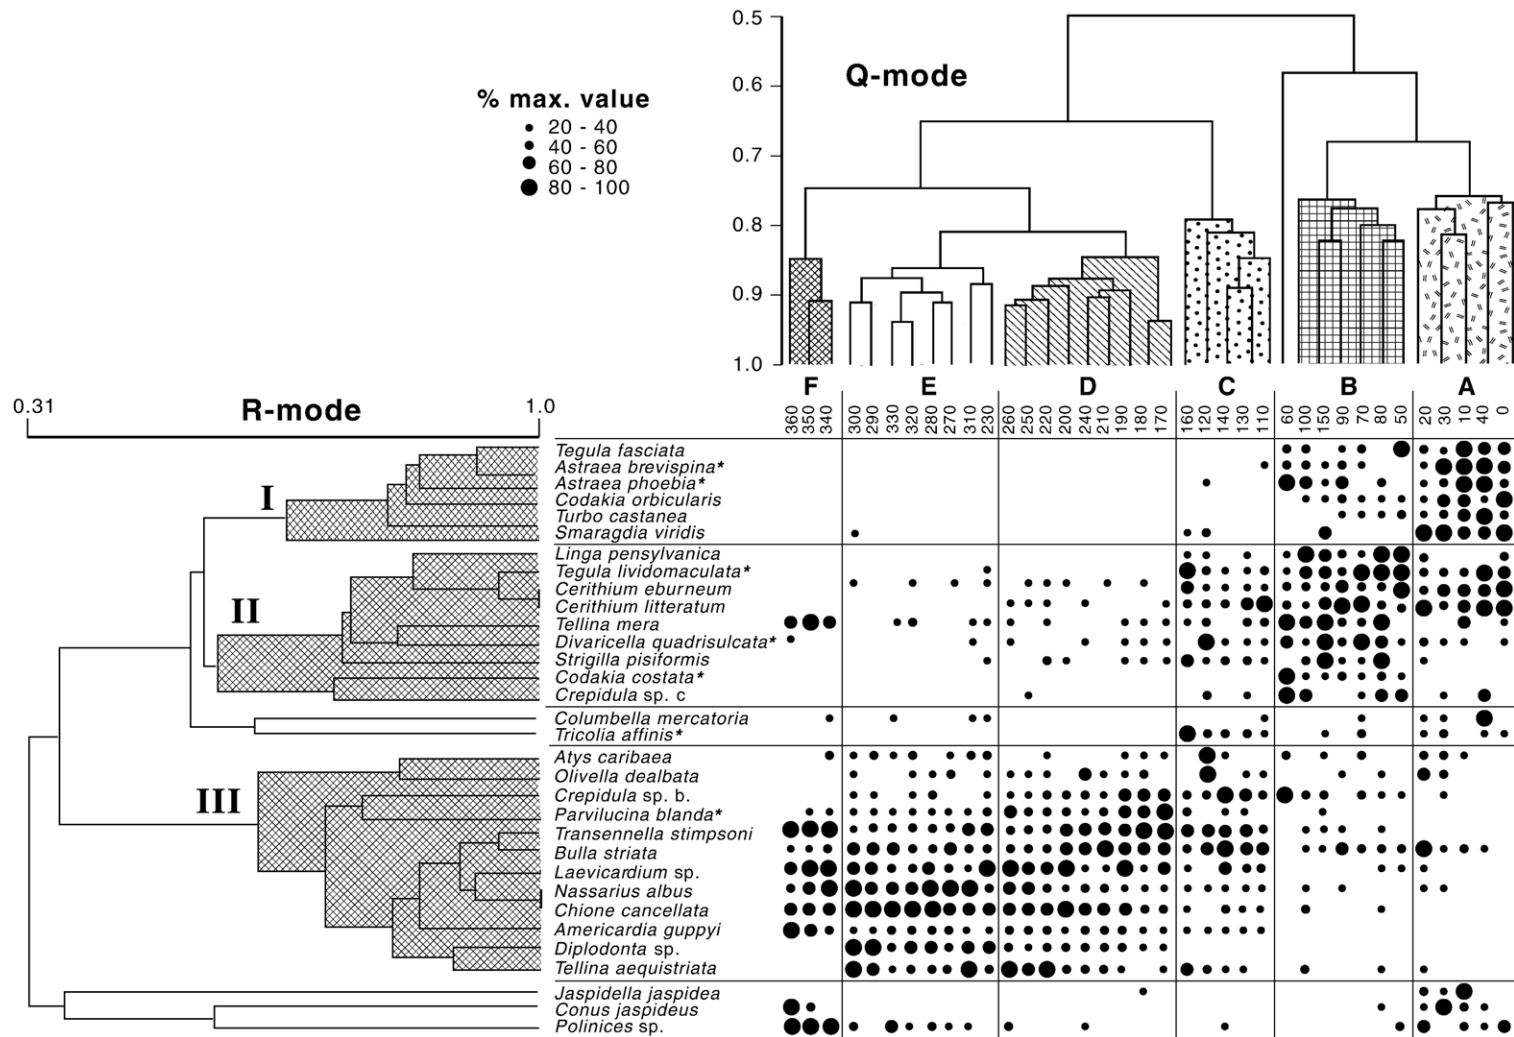 0.5
Q-mode
0.6
% max. value
20 - 40
40 - 60
60 - 80
80 - 100
0.7
0.8
0.9
1.0
F E D C B A
0.31 R-mode 1.0
360 350 340 300 290 330 320 280 270 310 230 260 250 220 200 240 210 190 180 170 160 120 140 130 110 60 100 150 90 70 80 50 20 30 10 40 0
I
Tegula fasciata
Astraea brevispina*
Astraea phoebia*
Codakia orbicularis
Turbo castanea
Smaragdia viridis
II
Linga pensylvanica
Tegula lividomaculata*
Cerithium eburneum
Cerithium litteratum
Tellina mera
Divaricella quadrisulcata*
Strigilla pisiformis
Codakia costata*
Crepidula sp. c
Columbella mercatoria
Tricolia affinis*
III
Atys caribaea
Olivella dealbata
Crepidula sp. b.
Parvilucina blanda*
Transennella stimpsoni
Bulla striata
Laevicardium sp.
Nassarius albus
Chione cancellata
Americardia guppyi
Diplodonta sp.
Tellina aequistriata
Jaspidella jaspidea
Conus jaspideus
Polinices sp.